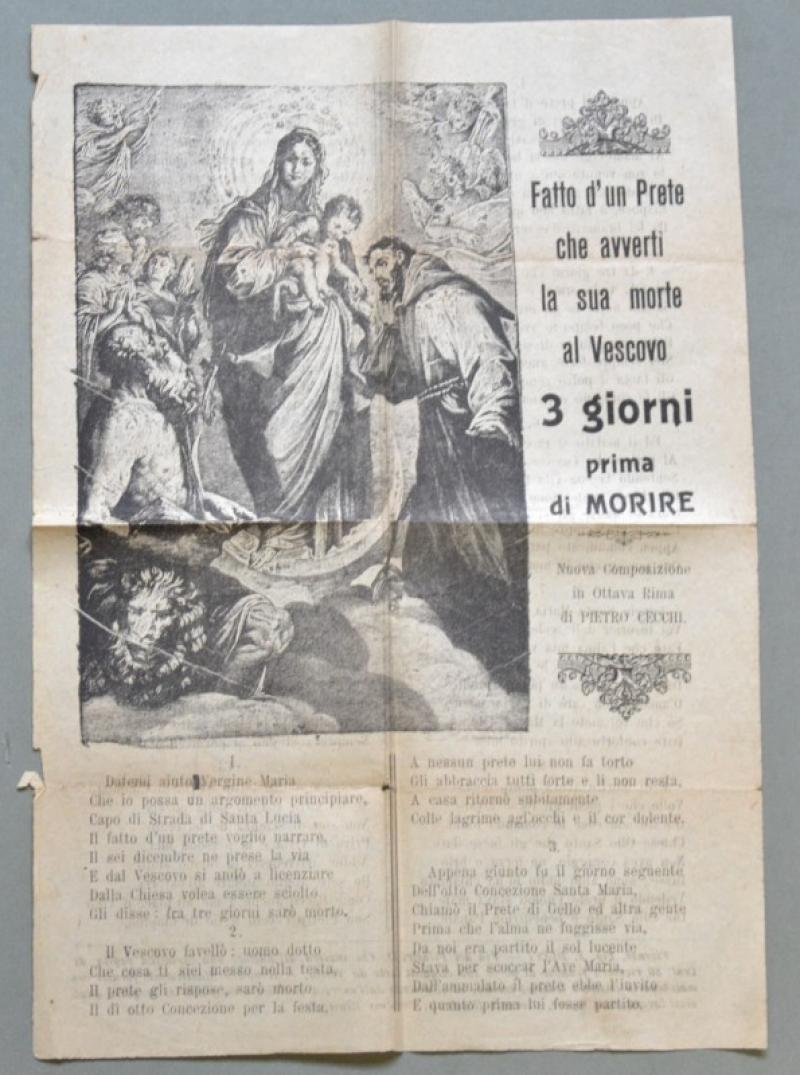 Fatto d'un Prete
che avvertì
la sua morte
al Vescovo
3 giorni
prima
di MORIRE
Nuova Composizione
in Ottava Rima
di PIETRO CECCHI.
1.
Datemi aiuto Vergine Maria
Che io possa un argomento principiare,
Capo di Strada di Santa Lucia
Il fatto d'un prete voglio narrare,
Il sei dicembre ne prese la via
E dal Vescovo si andò a licenziare
Dalla Chiesa volea essere sciolto
Gli disse: fra tre giorni sarò morto.
2.
Il Vescovo favellò: uomo dotto
Che cosa ti siei messo nella testa,
Il prete gli rispose, sarò morto
Il dì otto Concezione per la festa,
A nessun prete lui non fa torto
Gli abbraccia tutti forte e li non resta,
A casa ritornò subitamente
Colle lagrime agl'occhi e il cor dolente.
3.
Appena giunto fu il giorno seguente
Dell'otto Concezione Santa Maria,
Chiamò il Prete di Gello ed altra gente
Prima che l'alma ne fuggisse via,
Da noi era partito il sol lucente
Stava per scoccar l'Ave Maria,
Dall'ammalato il prete ebbe l'invito
E quanto prima lui fosse partito.